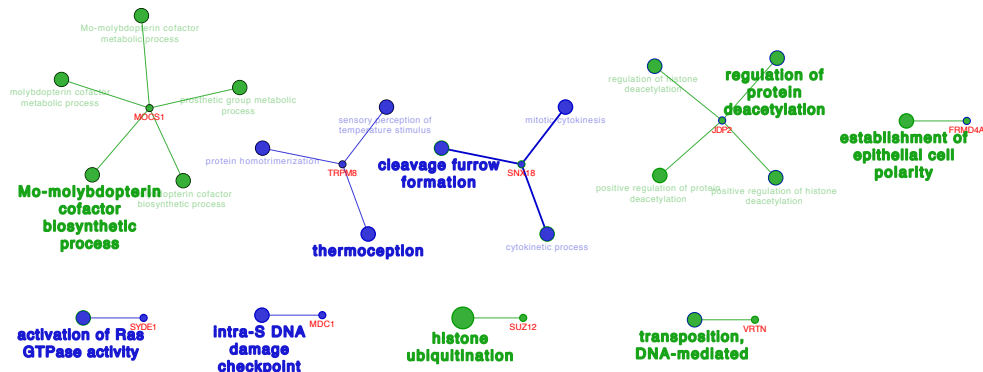 Mo-molybdopterin cofactor
metabolic process
molybdopterin cofactor
metabolic process
prosthetic group metabolic
process
MOCS1
Mo-molybdopterin
cofactor
biosynthetic
process
cofactor
biosynthetic process
sensory perception of
temperature stimulus
protein homotrimerization
TRPM8
thermoception
mitotic cytokinesis
cleavage furrow
formation
SNX18
cytokinetic process
regulation of histone
deacetylation
regulation of
protein
deacetylation
JDP2
positive regulation of protein
deacetylation
positive regulation of histone
deacetylation
FRMD4A
establishment of
epithelial cell
polarity
activation of Ras
GTPase activity
SYDE1
intra-S DNA
damage
checkpoint
MDC1
histone
ubiquitination
SUZ12
transposition,
DNA-mediated
VRTN